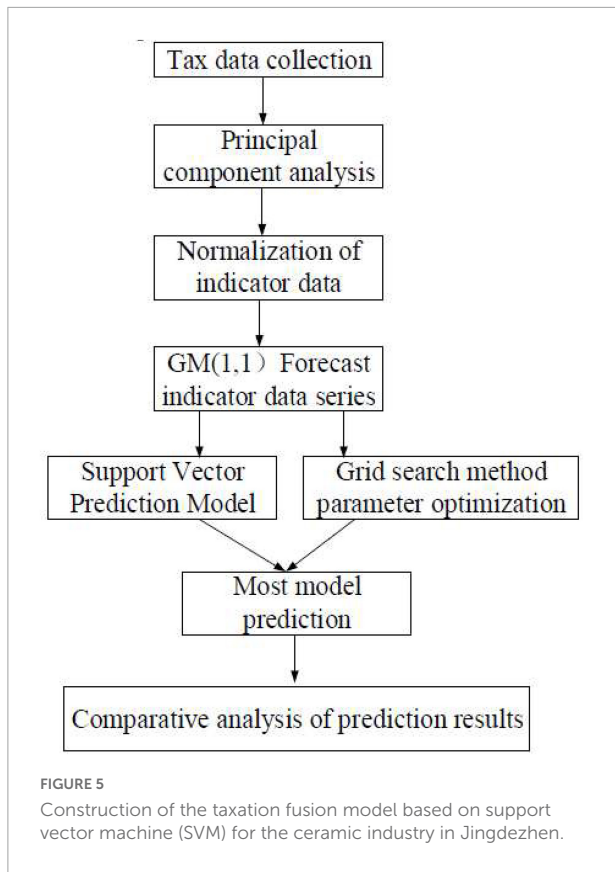 Tax data collection
Principal
component analysis
Normalization of
indicator data
GM(1,1） Forecast
indicator data series
Support Vector
Prediction Model
Grid search method
parameter optimization
Most model
prediction
Comparative analysis of prediction results
FIGURE 5
Construction of the taxation fusion model based on support
vector machine (SVM) for the ceramic industry in Jingdezhen.